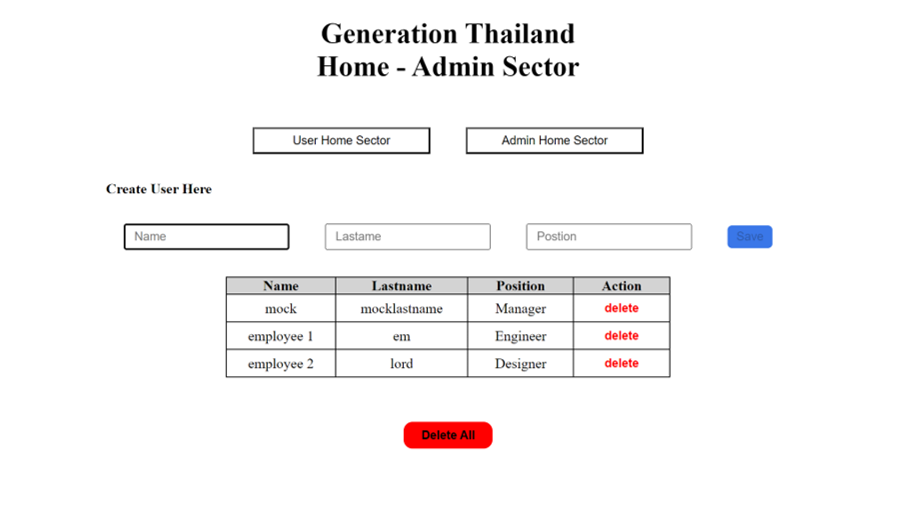 Generation Thailand
Home - Admin Sector
User Home Sector Admin Home Sector
Create User Here
Name Lastame Postion Save
Name Lastname Position Action
mock mocklastname Manager delete
employee 1 em Engineer delete
employee 2 lord Designer delete
Delete All